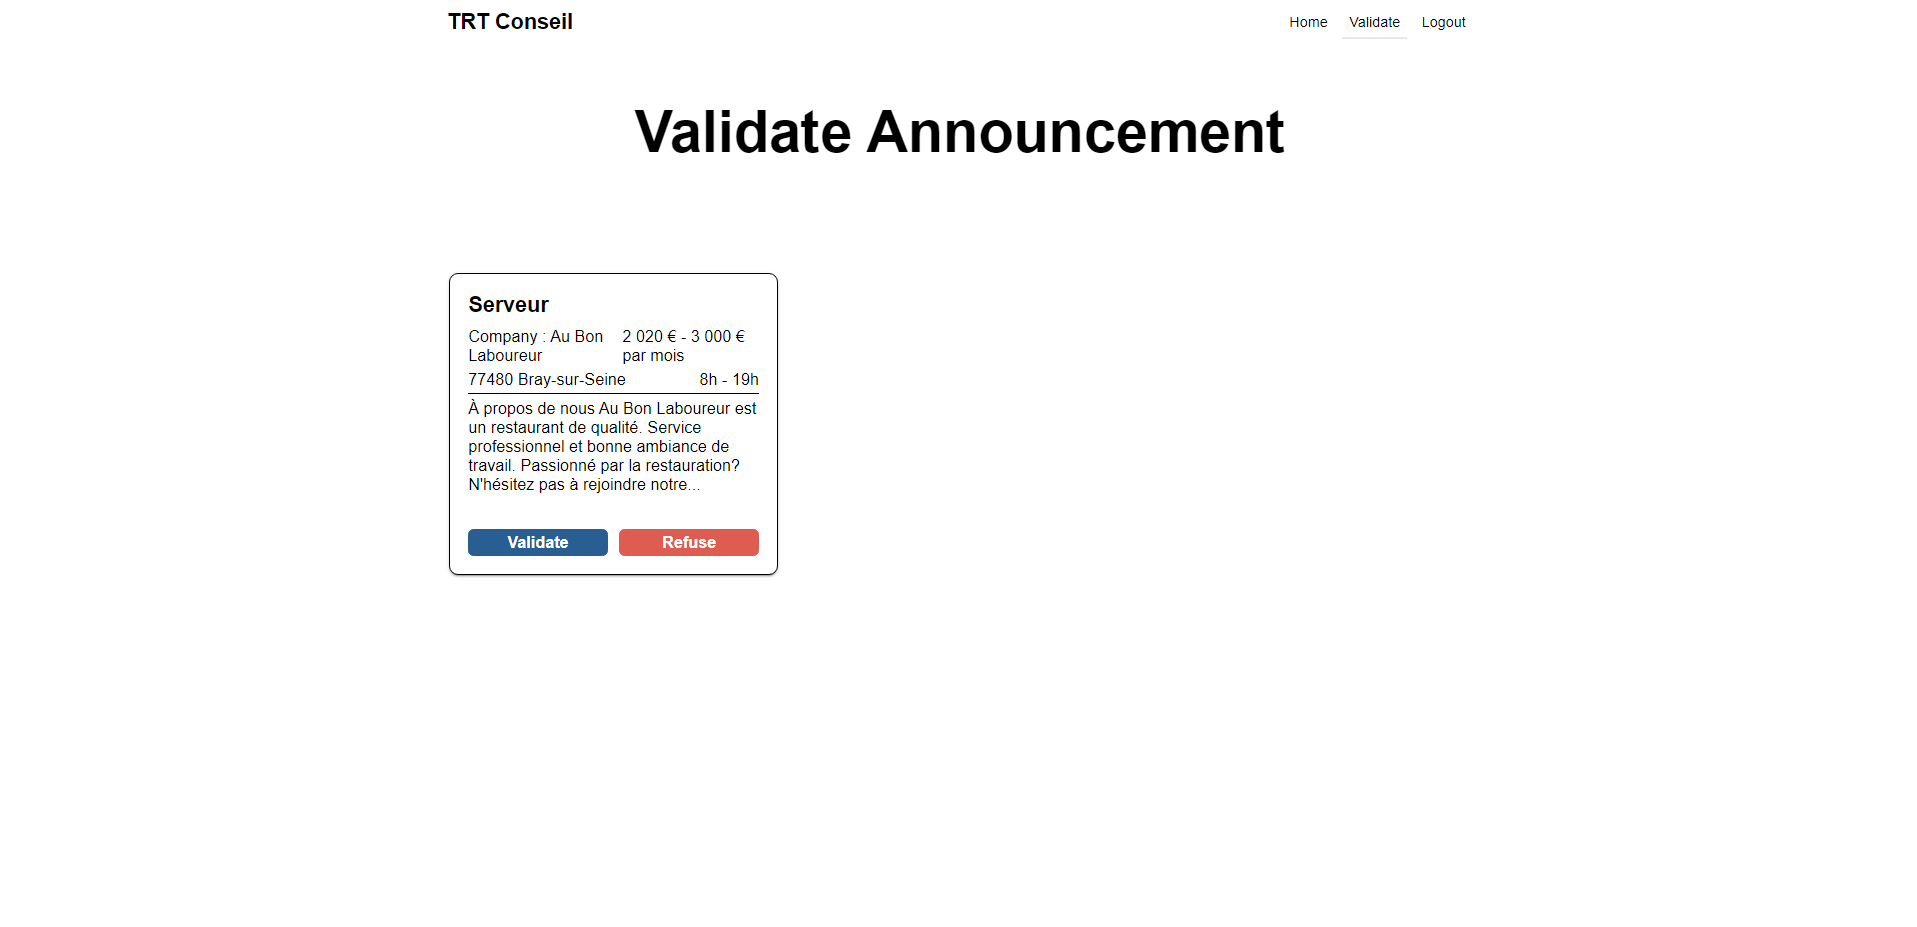 TRT Conseil
Home Validate Logout
Validate Announcement
Serveur
Company : Au Bon
Laboureur
2 020 € - 3 000 €
par mois
77480 Bray-sur-Seine 8h - 19h
À propos de nous Au Bon Laboureur est
un restaurant de qualité. Service
professionnel et bonne ambiance de
travail. Passionné par la restauration?
N'hésitez pas à rejoindre notre...
Validate Refuse